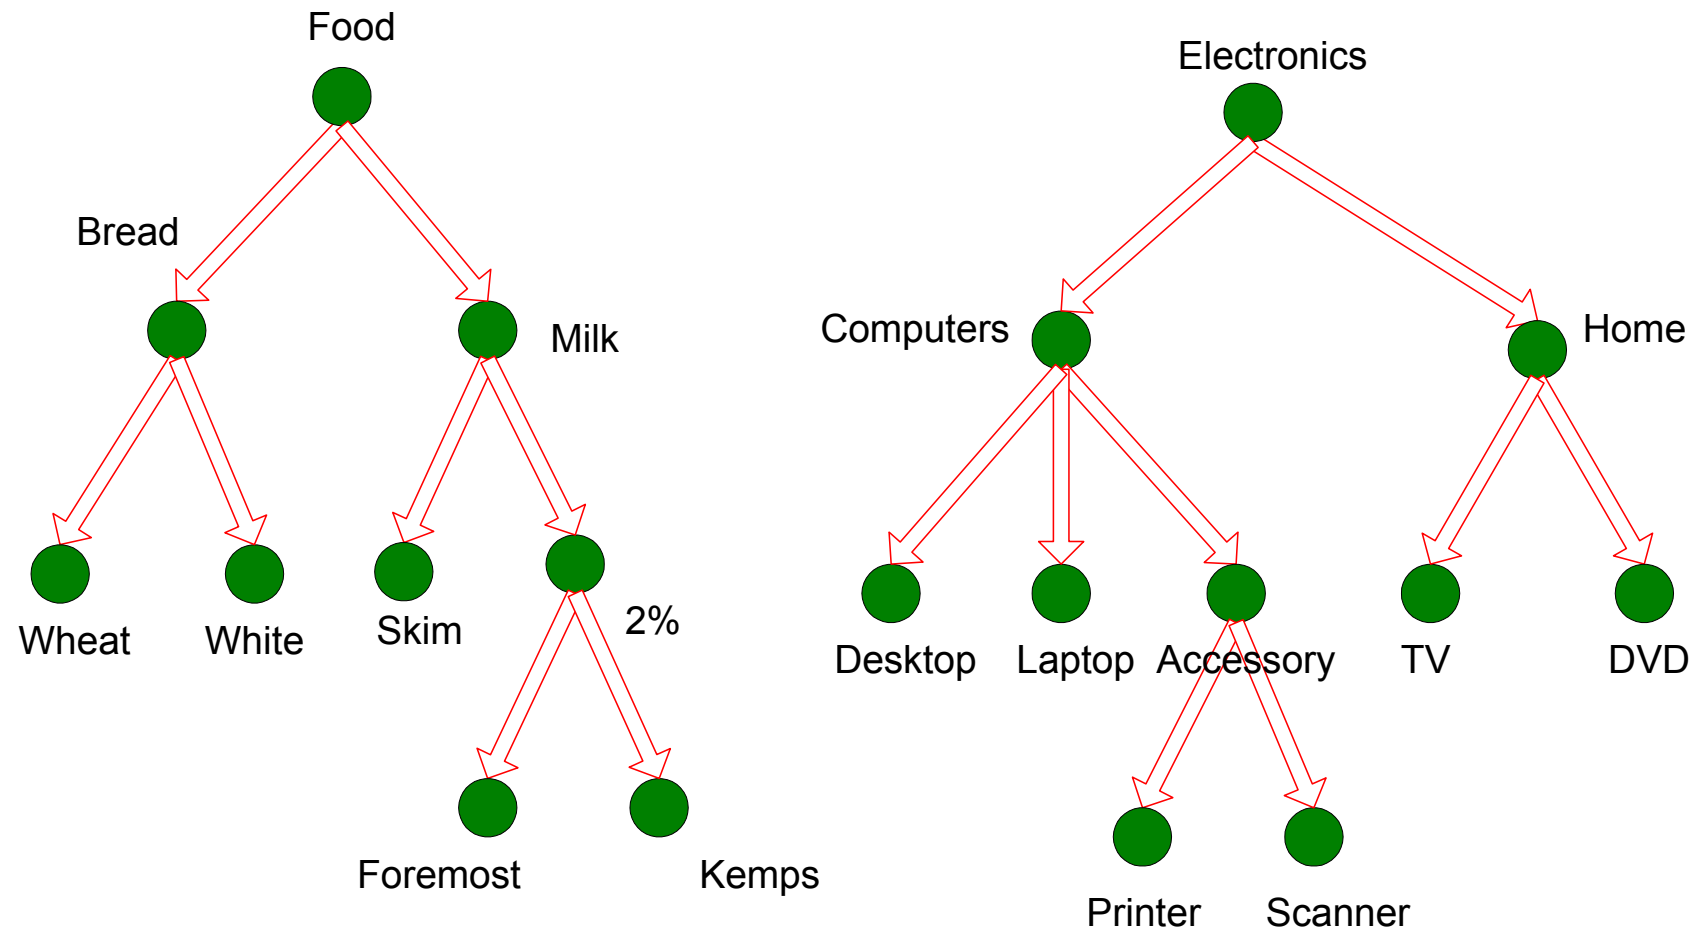 Food
Electronics
Bread
Milk
Computers
Home
Wheat
White
Skim
2%
Desktop
Laptop
Accessory
TV
DVD
Foremost
Kemps
Printer
Scanner